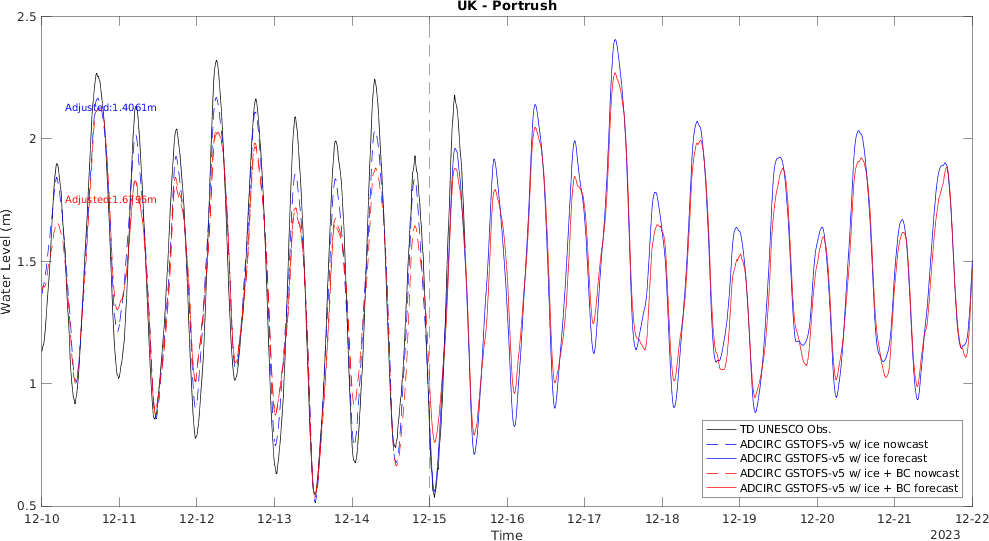 UK - Portrush
2.5
2
1.5
1
0.5
Water Level (m)
Adjusted:1.4061m
Adjusted:1.6795m
TD UNESCO Obs.
ADCIRC GSTOFS-v5 w/ ice nowcast
ADCIRC GSTOFS-v5 w/ ice forecast
ADCIRC GSTOFS-v5 w/ ice + BC nowcast
ADCIRC GSTOFS-v5 w/ ice + BC forecast
12-10 12-11 12-12 12-13 12-14 12-15 12-16 12-17 12-18 12-19 12-20 12-21 12-22
Time
2023